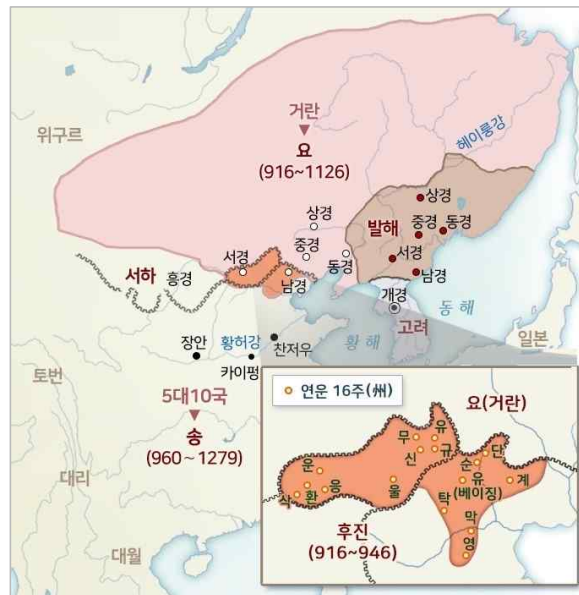 위구르
거란
요
(916~1126)
헤이룽강
상경
발해
중경
동경
서경
남경
상경
중경
동경
서경
남경
서하
흥경
개경
고려
동해
황해
일본
장안
황허강
찬저우
카이펑
토번
5대10국
송
(960~1279)
대리
대월
연운 16주(州)
요(거란)
무
유
신
규
단
순
운
유
(베이징)
계
삭
환
응
울
탁
막
영
후진
(916~946)